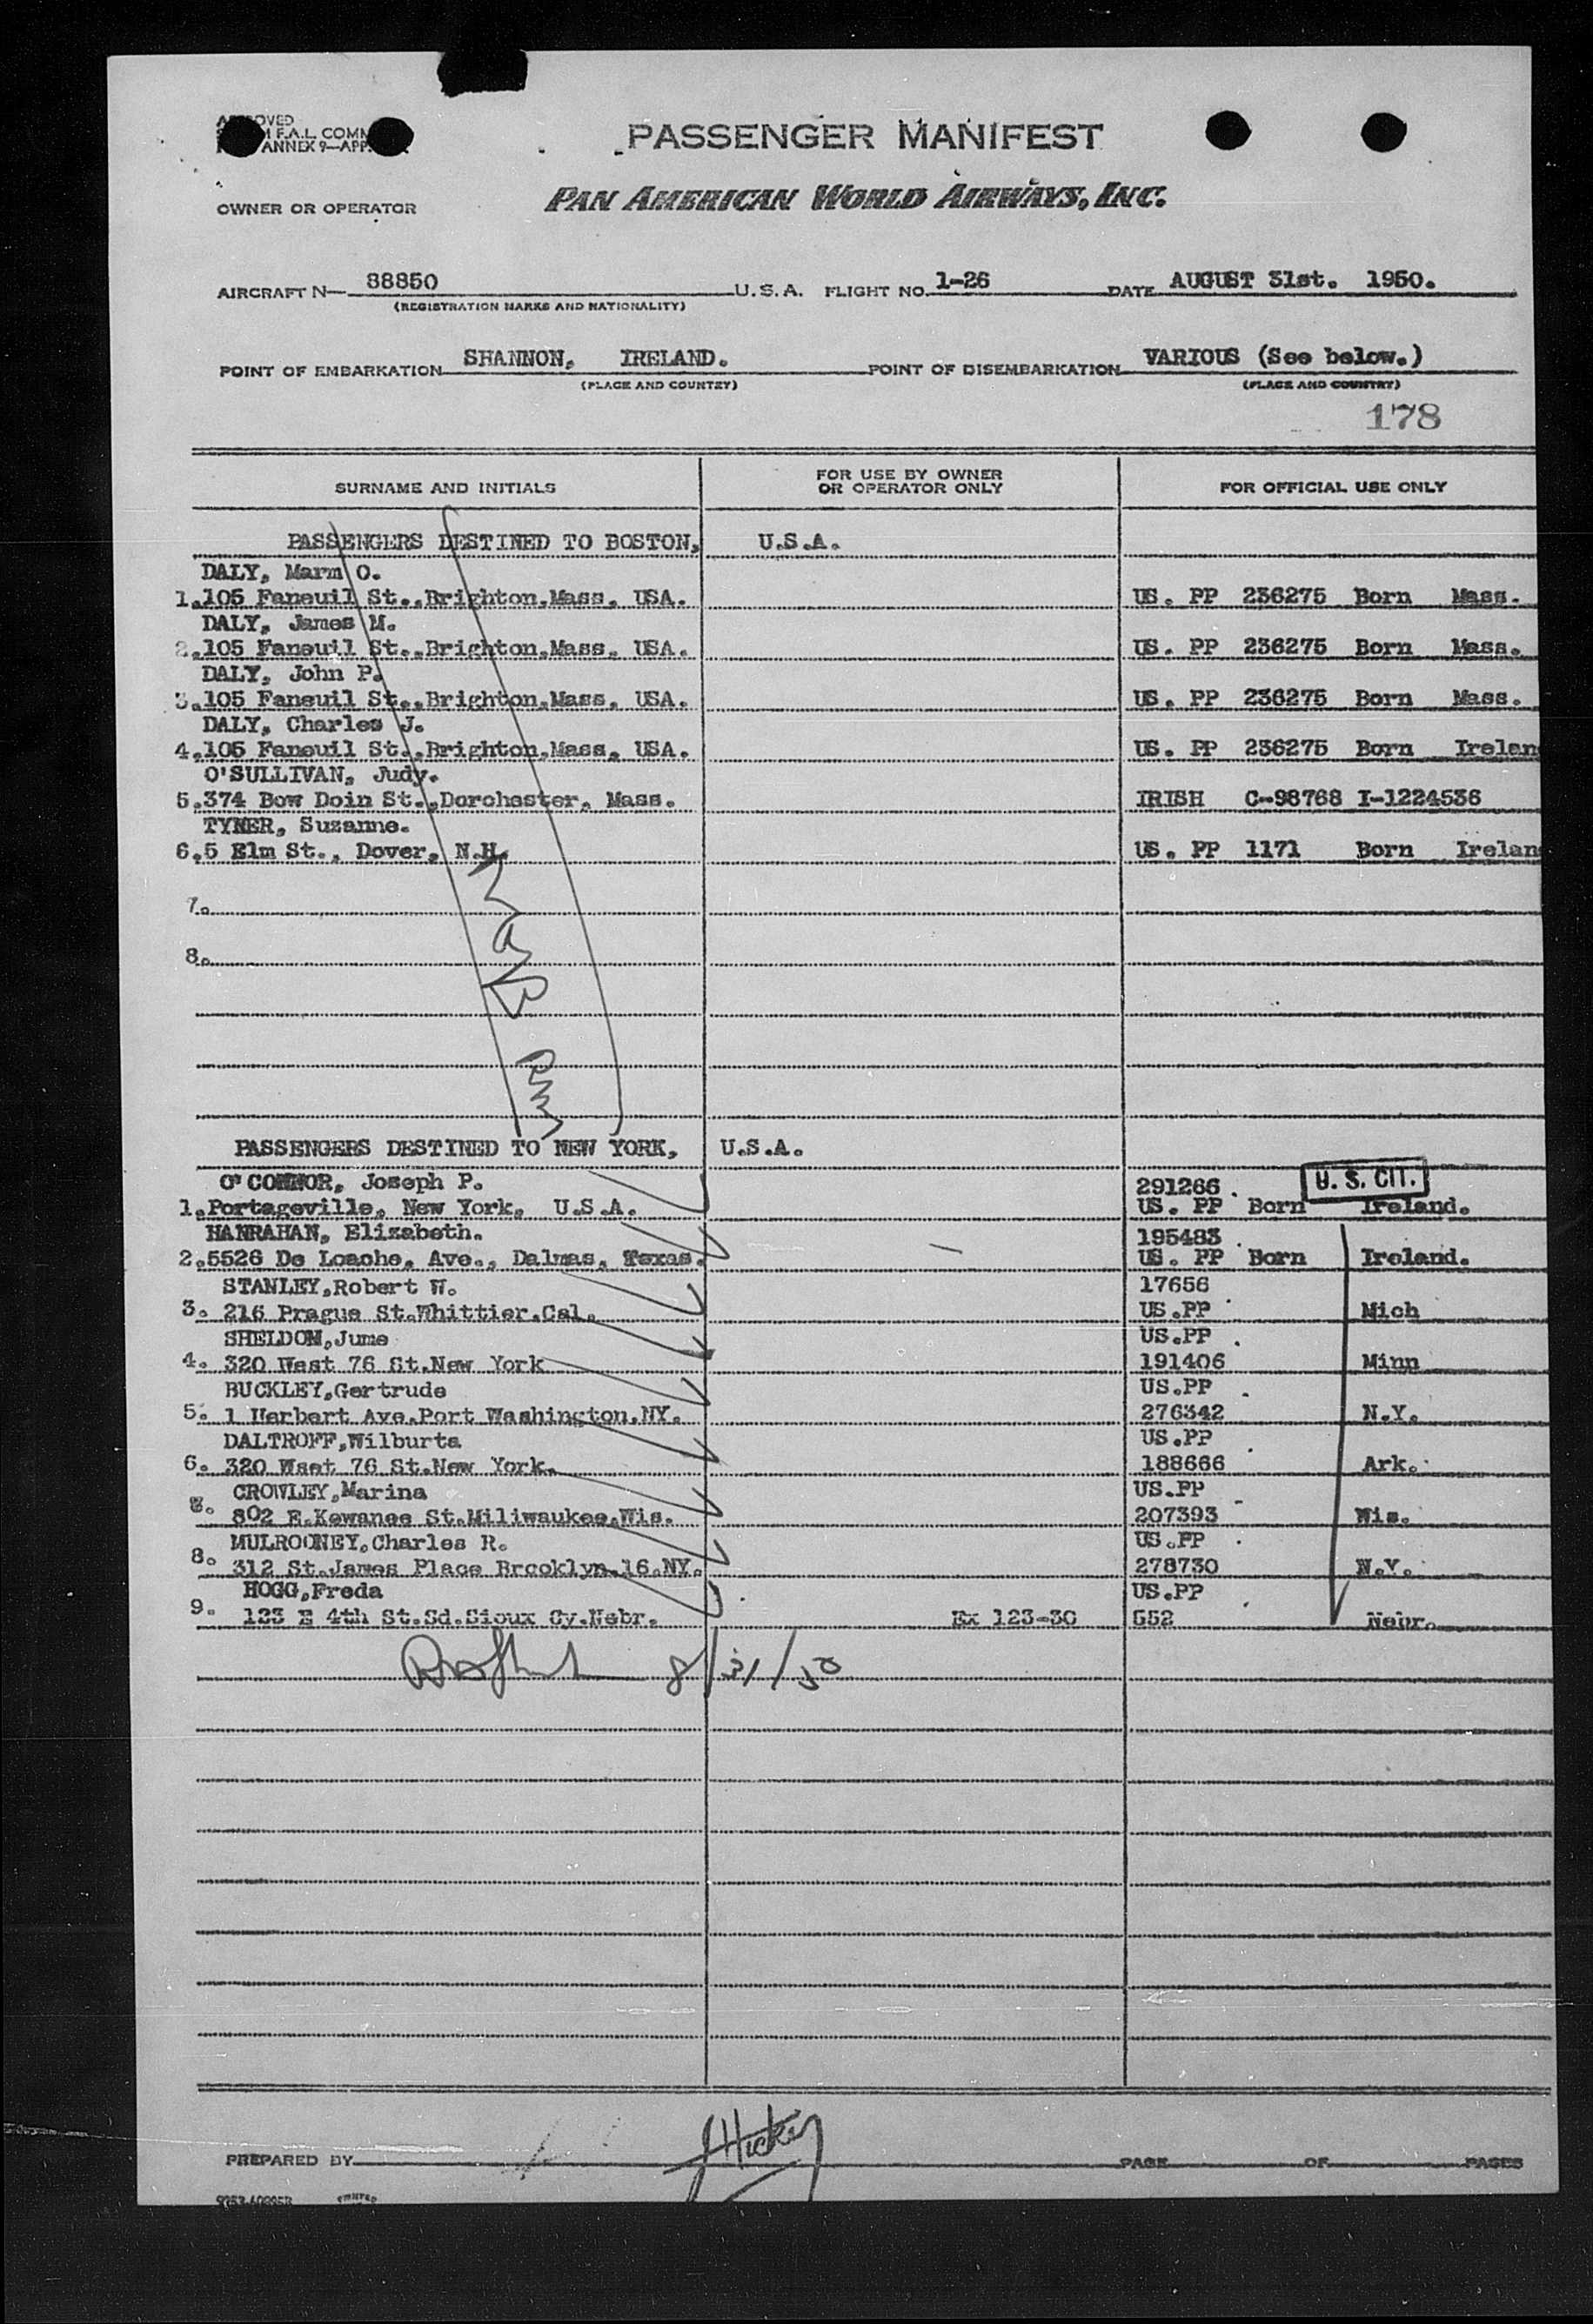 PASSENGER MANIFEST
F.A.L. COMM
ANNEX 9—APP.
OWNER OR OPERATOR
PAN AMERICAN WORLD AIRWAYS, INC.
AIRCRAFT N— 88850 U.S.A. FLIGHT NO. 1-26 DATE AUGUST 31st. 1950.
(REGISTRATION MARKS AND NATIONALITY)
POINT OF EMBARKATION SHANNON, IRELAND. POINT OF DISEMBARKATION VARIOUS (See below.)
(PLACE AND COUNTRY) (PLACE AND COUNTRY)
178
SURNAME AND INITIALS FOR USE BY OWNER OR OPERATOR ONLY FOR OFFICIAL USE ONLY
PASSENGERS DESTINED TO BOSTON, U.S.A.
DALY, Marm O.
1.105 Faneuil St.,Brighton,Mass, USA. US. PP 236275 Born Mass.
DALY, James M.
2.105 Faneuil St.,Brighton,Mass, USA. US. PP 236275 Born Mass.
DALY, John P.
3.105 Faneuil St.,Brighton,Mass, USA. US. PP 236275 Born Mass.
DALY, Charles J.
4.105 Faneuil St.,Brighton,Mass, USA. US. PP 236275 Born Irelan
O'SULLIVAN, Judy.
5.374 Bow Doin St.,Dorchester, Mass. IRISH C-98768 I-1224536
TYNER, Suzanne.
6.5 Elm St., Dover, N.H. US. PP 1171 Born Irelan
7.
8.
PASSENGERS DESTINED TO NEW YORK, U.S.A.
O'CONNOR, Joseph P. 291266 U. S. CIT.
1.Portageville, New York, U.S.A. US. PP Born Ireland.
HANRAHAN, Elizabeth. 195483
2.5526 De Loache, Ave., Dalmas, Texas. US. PP Born Ireland.
STANLEY,Robert W. 17656
3. 216 Prague St.Whittier,Cal. US.PP Mich
SHELDON,June US.PP
4. 320 West 76 St.New York 191406 Minn
BUCKLEY,Gertrude US.PP
5. 1 Herbert Ave.Port Washington,NY. 276342 N.Y.
DALTROFF,Wilburta US.PP
6. 320 West 76 St.New York. 188666 Ark.
CROWLEY,Marina US.PP
7. 802 E.Kewanee St.Miliwaukee,Wis. 207393 Wis.
MULROONEY,Charles R. US.PP
8. 312 St.James Place Brooklyn,16,NY. 278730 N.Y.
HOGG,Freda US.PP
9. 123 E 4th St.Sd.Sioux Cy.Nebr. Ex 123-30 552 Nebr.
8/31/50
PREPARED BY J Hickey PAGE OF PAGES